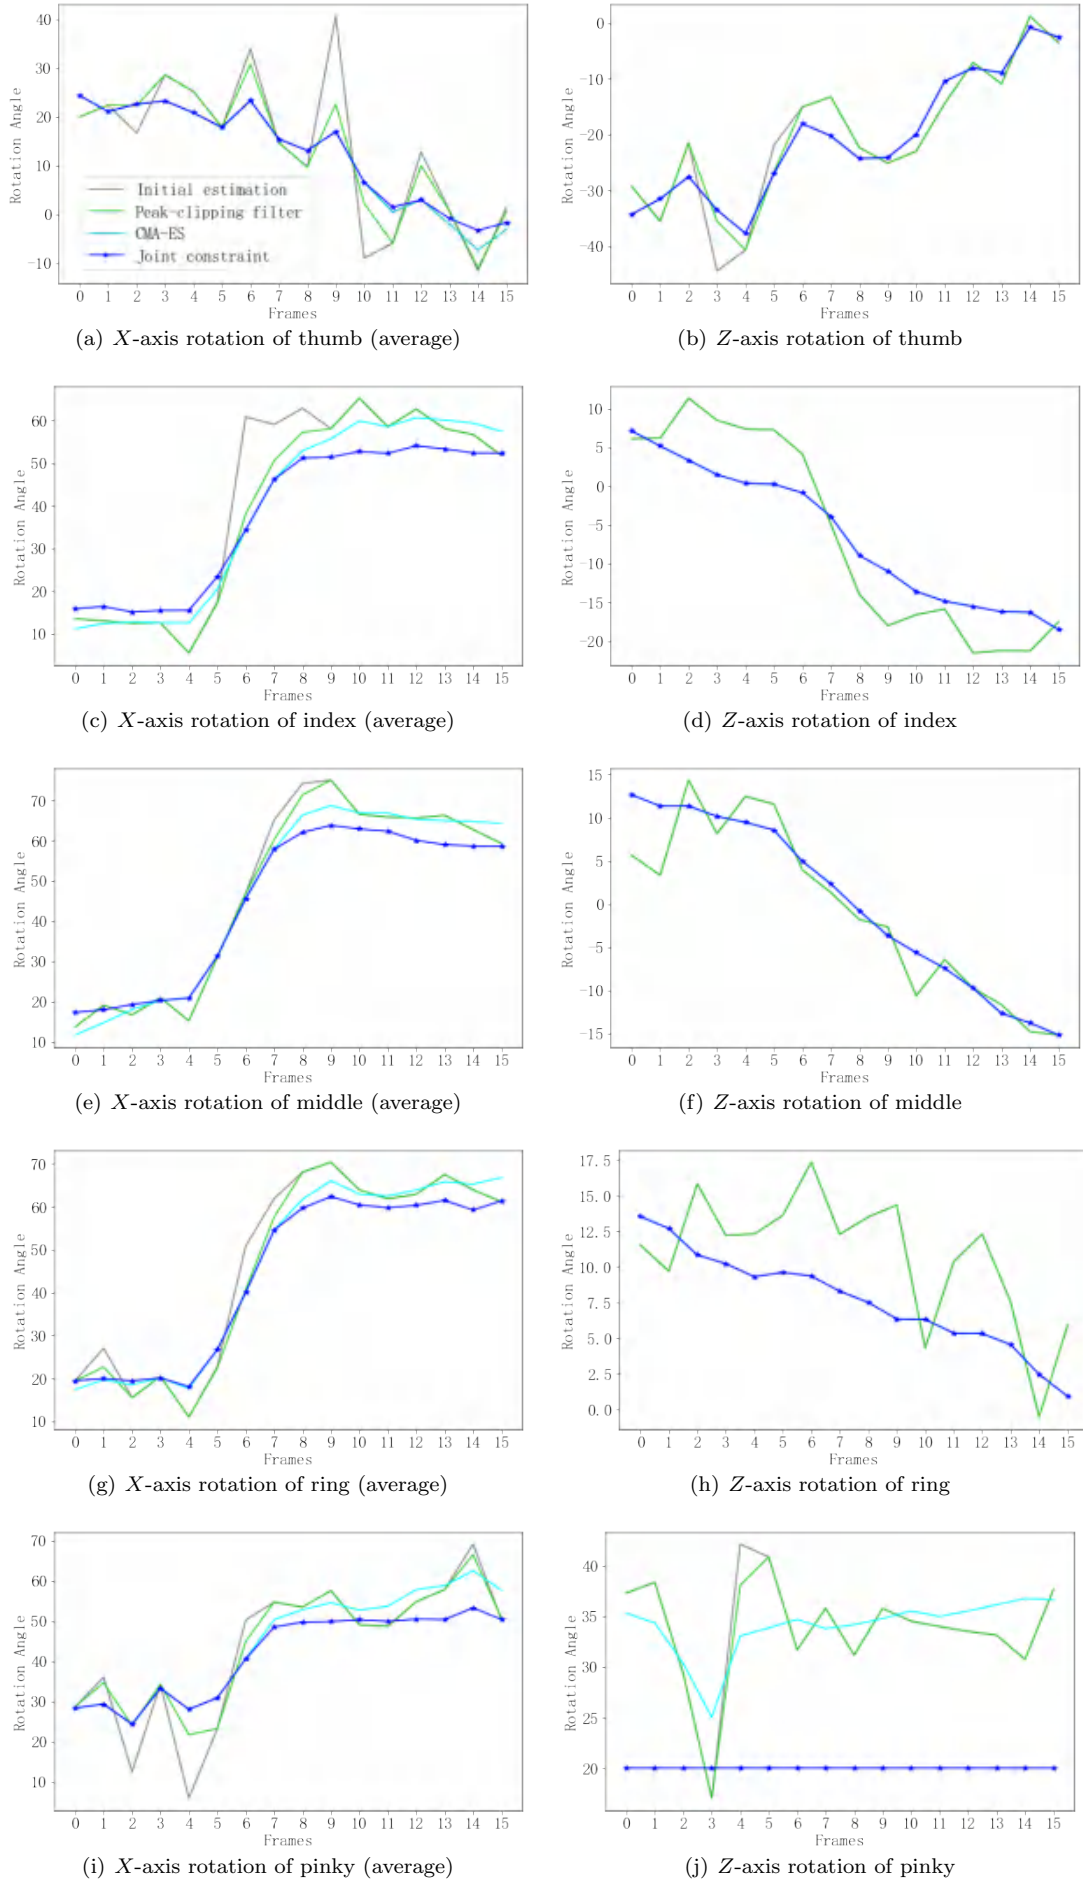 40
30
20
10
0
-10
Rotation Angle
Initial estimation
Peak-clipping filter
CMA-ES
Joint constraint
0 1 2 3 4 5 6 7 8 9 10 11 12 13 14 15
Frames
(a) X-axis rotation of thumb (average)
0
-10
-20
-30
-40
Rotation Angle
0 1 2 3 4 5 6 7 8 9 10 11 12 13 14 15
Frames
(b) Z-axis rotation of thumb
60
50
40
30
20
10
Rotation Angle
0 1 2 3 4 5 6 7 8 9 10 11 12 13 14 15
Frames
(c) X-axis rotation of index (average)
10
5
0
-5
-10
-15
-20
Rotation Angle
0 1 2 3 4 5 6 7 8 9 10 11 12 13 14 15
Frames
(d) Z-axis rotation of index
70
60
50
40
30
20
10
Rotation Angle
0 1 2 3 4 5 6 7 8 9 10 11 12 13 14 15
Frames
(e) X-axis rotation of middle (average)
15
10
5
0
-5
-10
-15
Rotation Angle
0 1 2 3 4 5 6 7 8 9 10 11 12 13 14 15
Frames
(f) Z-axis rotation of middle
70
60
50
40
30
20
10
Rotation Angle
0 1 2 3 4 5 6 7 8 9 10 11 12 13 14 15
Frames
(g) X-axis rotation of ring (average)
17.5
15.0
12.5
10.0
7.5
5.0
2.5
0.0
Rotation Angle
0 1 2 3 4 5 6 7 8 9 10 11 12 13 14 15
Frames
(h) Z-axis rotation of ring
70
60
50
40
30
20
10
Rotation Angle
0 1 2 3 4 5 6 7 8 9 10 11 12 13 14 15
Frames
(i) X-axis rotation of pinky (average)
40
35
30
25
20
Rotation Angle
0 1 2 3 4 5 6 7 8 9 10 11 12 13 14 15
Frames
(j) Z-axis rotation of pinky